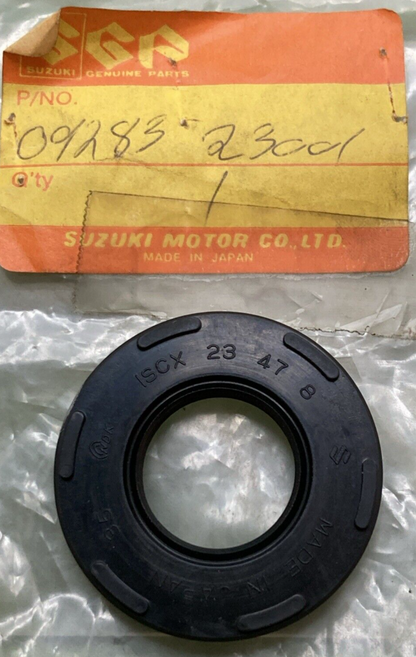 SGP
SUZUKI GENUINE PARTS
P/NO.
09283-23001
Q'ty
1
SUZUKI MOTOR CO., LTD.
MADE IN JAPAN
ISCX 23 47 8
S
MADE IN JAPAN